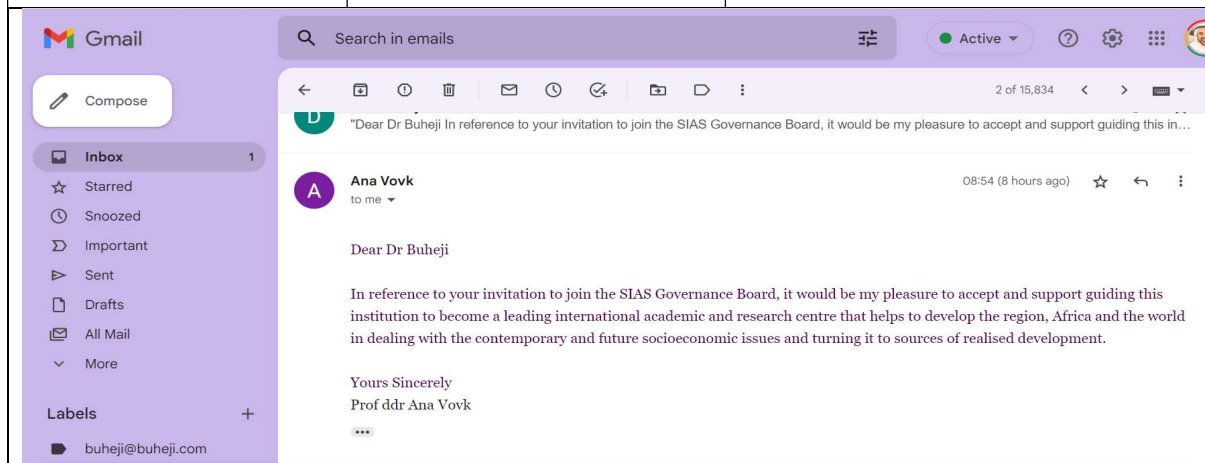 Gmail
Search in emails
Active
Compose
2 of 15,834
"Dear Dr Buheji In reference to your invitation to join the SIAS Governance Board, it would be my pleasure to accept and support guiding this in...
D
Inbox 1
Starred
Snoozed
Important
Sent
Drafts
All Mail
More
Labels +
buheji@buheji.com
A
Ana Vovk
08:54 (8 hours ago)
to me
Dear Dr Buheji
In reference to your invitation to join the SIAS Governance Board, it would be my pleasure to accept and support guiding this
institution to become a leading international academic and research centre that helps to develop the region, Africa and the world
in dealing with the contemporary and future socioeconomic issues and turning it to sources of realised development.
Yours Sincerely
Prof ddr Ana Vovk